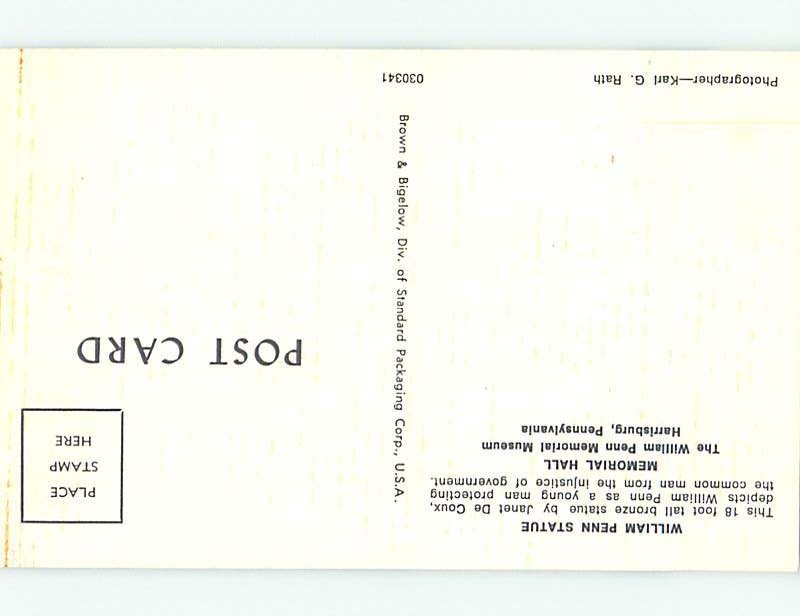 WILLIAM PENN STATUE
This 18 foot tall bronze statue by Janet De Coux,
depicts William Penn as a young man protecting
the common man from the injustice of government.
MEMORIAL HALL
The William Penn Memorial Museum
Harrisburg, Pennsylvania
Photographer—Karl G. Rath
Brown & Bigelow, Div. of Standard Packaging Corp., U.S.A.
030341
PLACE
STAMP
HERE
POST CARD